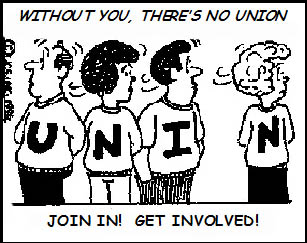 WITHOUT YOU, THERE'S NO UNION
U N I N
JOIN IN! GET INVOLVED!